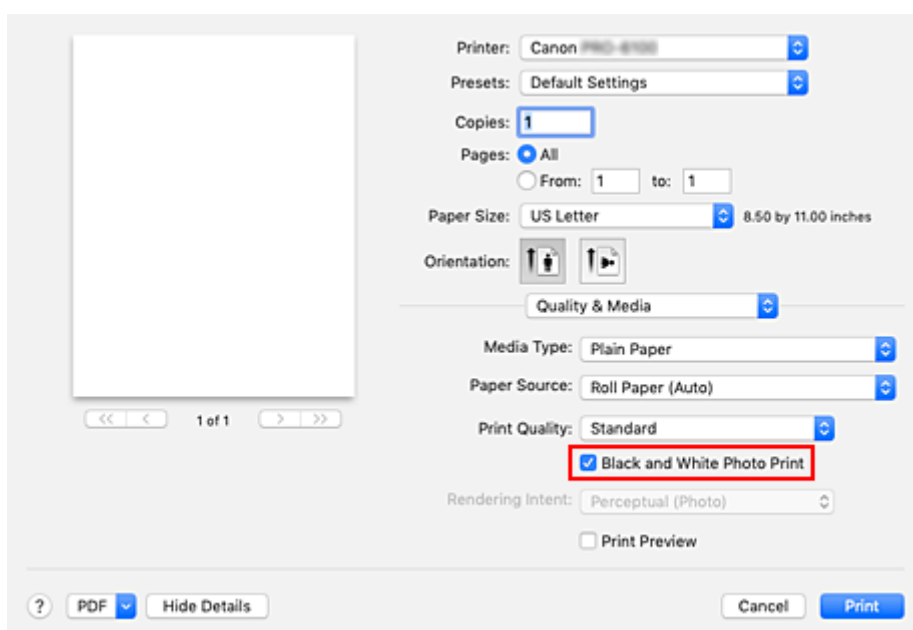 Printer: Canon
Presets: Default Settings
Copies: 1
Pages: All
From: 1 to: 1
Paper Size: US Letter 8.50 by 11.00 inches
Orientation:
Quality & Media
Media Type: Plain Paper
Paper Source: Roll Paper (Auto)
<< < 1 of 1 > >>
Print Quality: Standard
Black and White Photo Print
Rendering Intent: Perceptual (Photo)
Print Preview
? PDF Hide Details Cancel Print